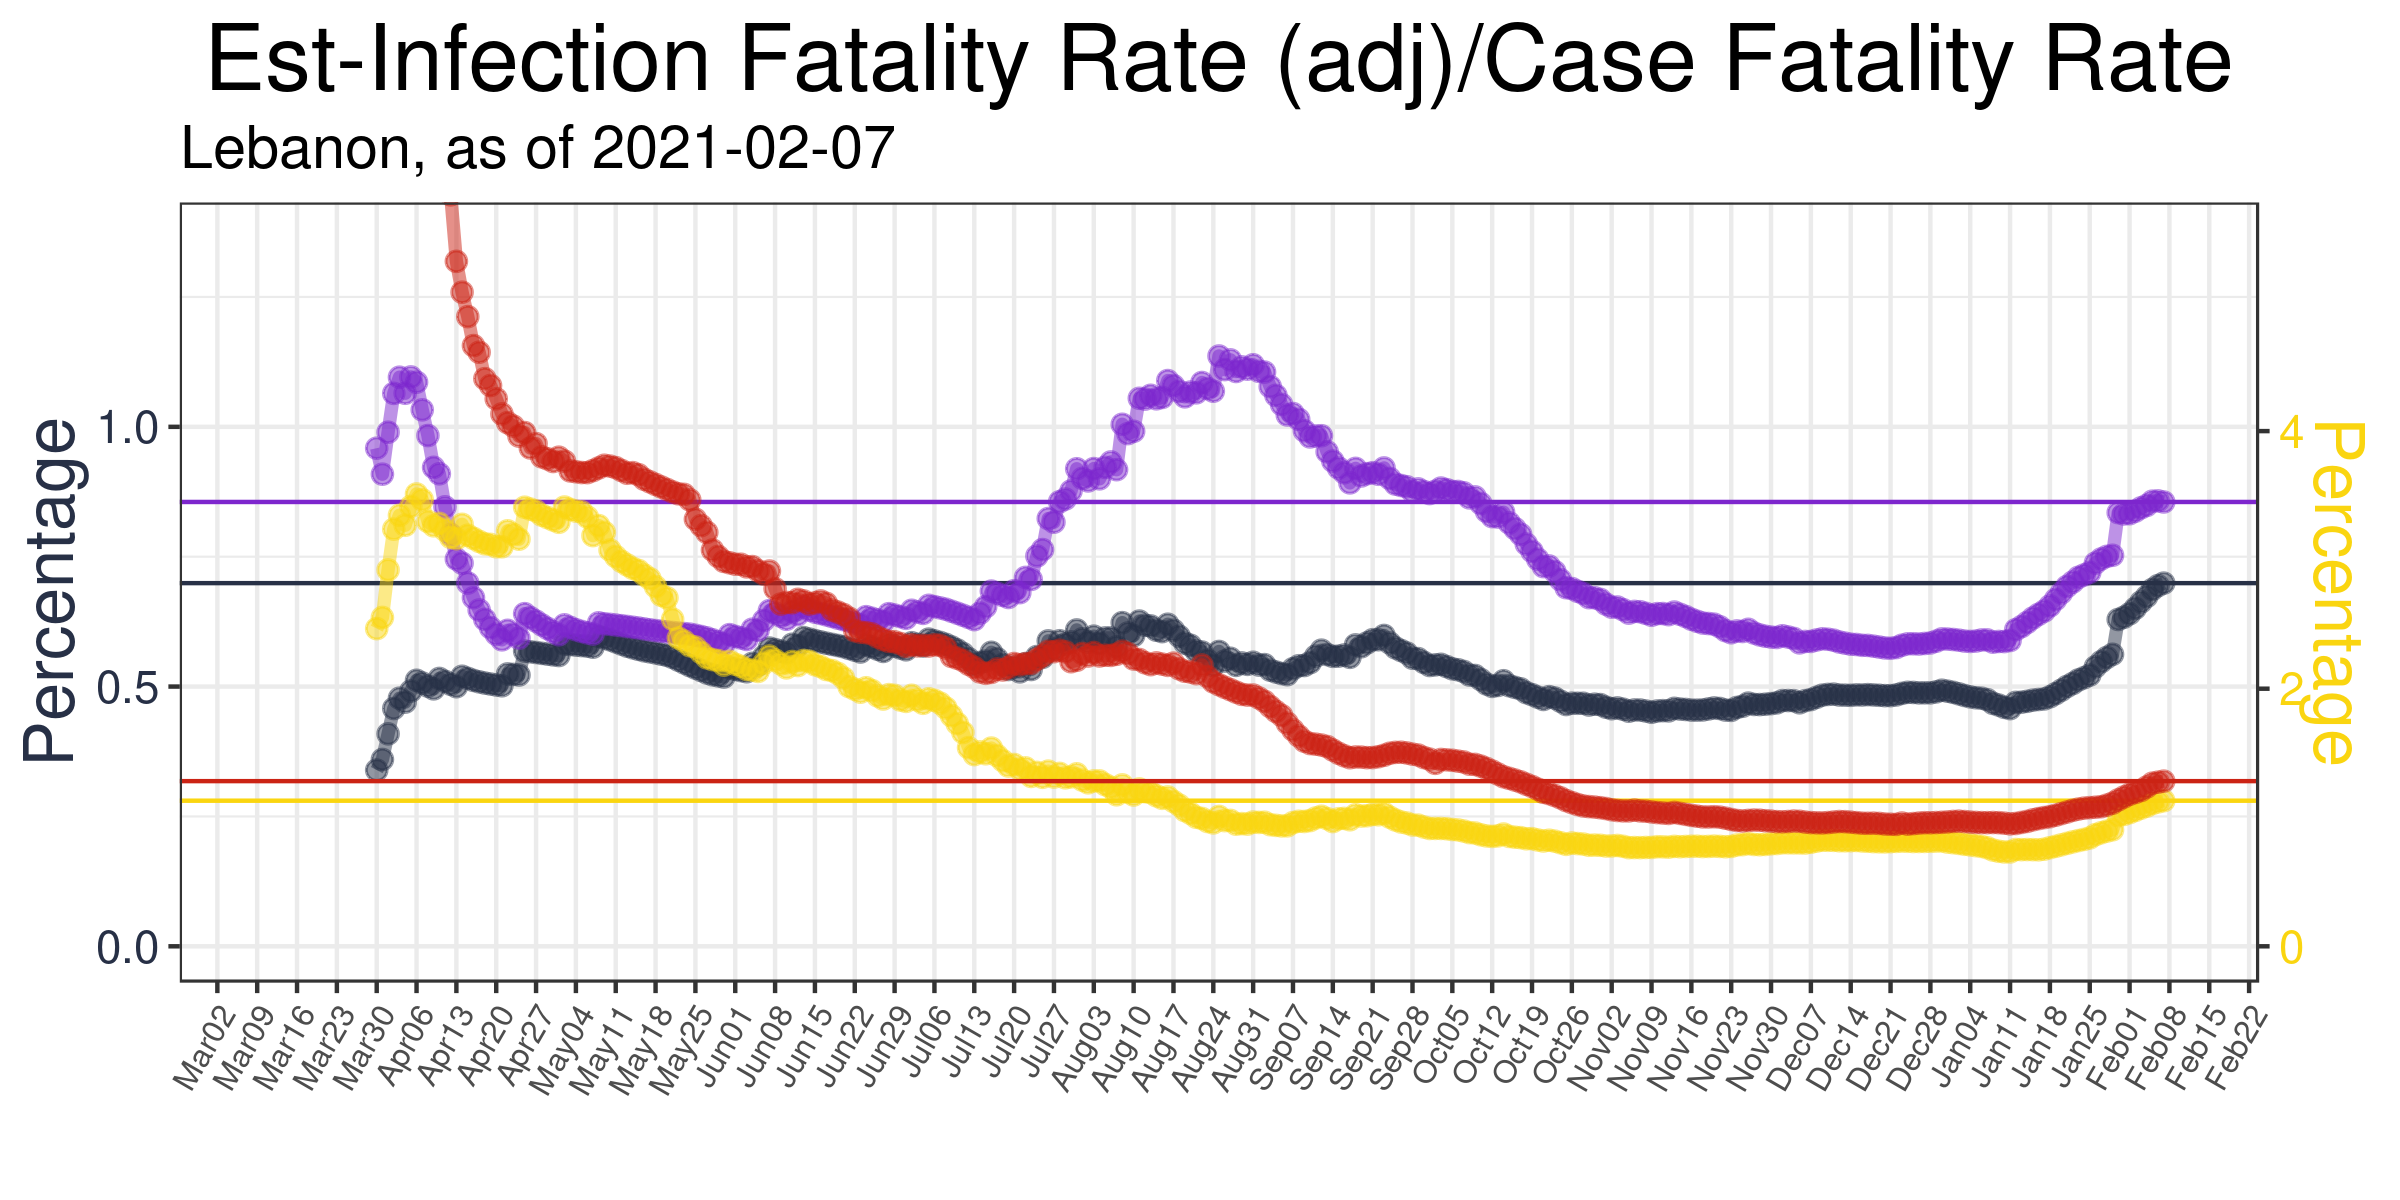 Est-Infection Fatality Rate (adj)/Case Fatality Rate
Lebanon, as of 2021-02-07
Percentage
1.0
0.5
0.0
4
2
0
Percentage
Mar02 Mar09 Mar16 Mar23 Mar30 Apr06 Apr13 Apr20 Apr27 May04 May11 May18 May25 Jun01 Jun08 Jun15 Jun22 Jun29 Jul06 Jul13 Jul20 Jul27 Aug03 Aug10 Aug17 Aug24 Aug31 Sep07 Sep14 Sep21 Sep28 Oct05 Oct12 Oct19 Oct26 Nov02 Nov09 Nov16 Nov23 Nov30 Dec07 Dec14 Dec21 Dec28 Jan04 Jan11 Jan18 Jan25 Feb01 Feb08 Feb15 Feb22